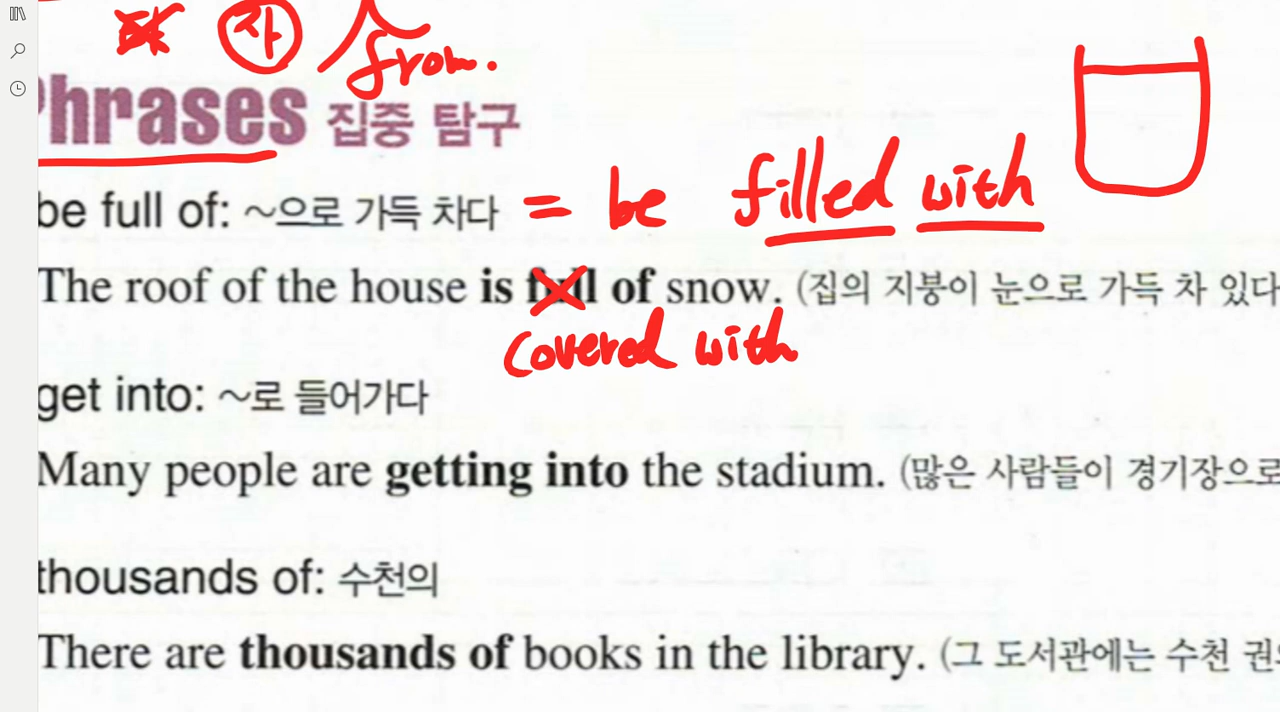 자 from.
Phrases 집중 탐구
be full of: ~으로 가득 차다 = be filled with
The roof of the house is full of snow. (집의 지붕이 눈으로 가득 차 있다
covered with
get into: ~로 들어가다
Many people are getting into the stadium. (많은 사람들이 경기장으로
thousands of: 수천의
There are thousands of books in the library. (그 도서관에는 수천 권의